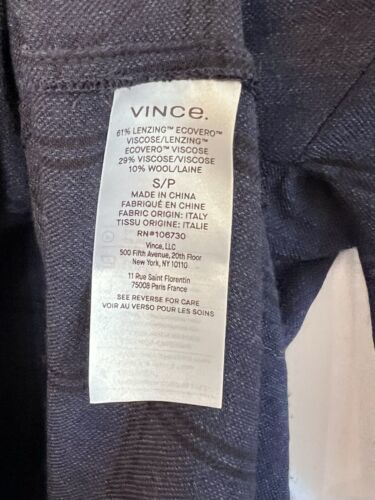 VINCE.
61% LENZING™ ECOVERO™
VISCOSE/LENZING™
ECOVERO™ VISCOSE
29% VISCOSE/VISCOSE
10% WOOL/LAINE
S/P
MADE IN CHINA
FABRIQUÉ EN CHINE
FABRIC ORIGIN: ITALY
TISSU ORIGINE: ITALIE
RN#106730
Vince, LLC
500 Fifth Avenue, 20th Floor
New York, NY 10110
11 Rue Saint Florentin
75008 Paris France
SEE REVERSE FOR CARE
VOIR AU VERSO POUR LES SOINS